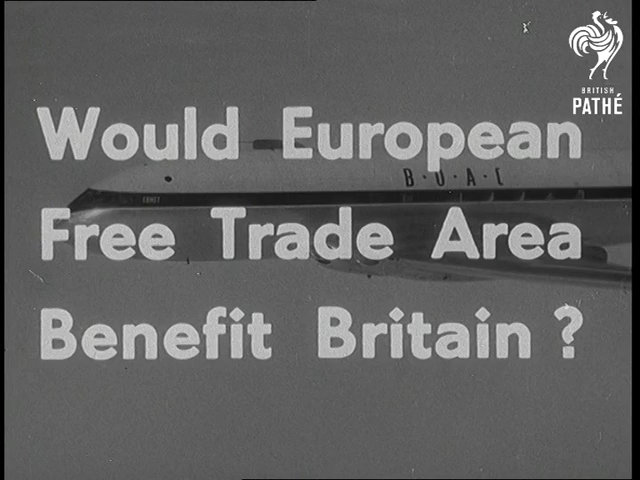 BRITISH
PATHÉ
Would European
B·O·A·C
Free Trade Area
Benefit Britain?